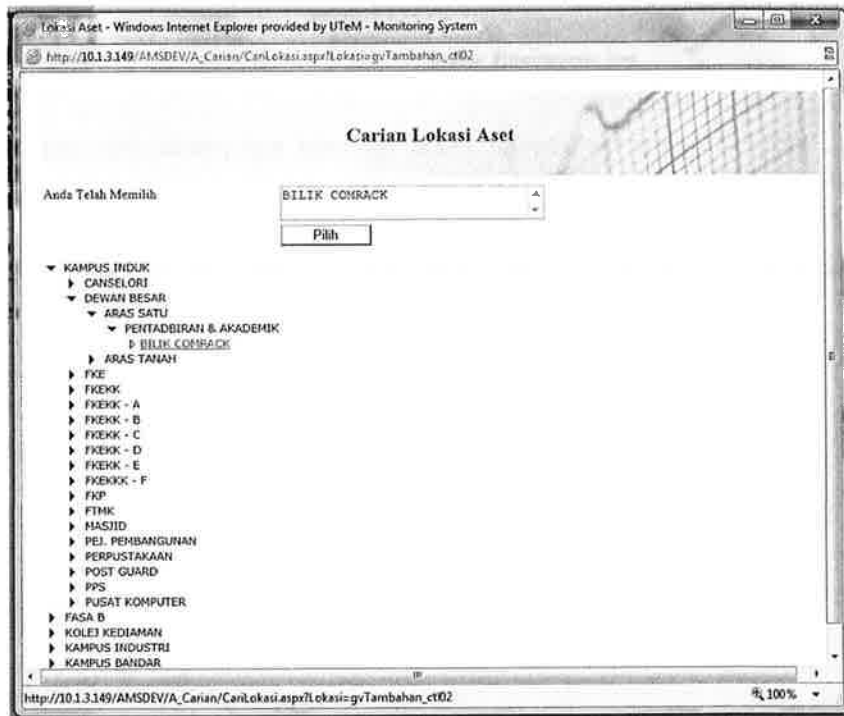 Lokasi Aset - Windows Internet Explorer provided by UTeM - Monitoring System
http://10.1.3.149/AMSDEV/A_Carian/CariLokasi.aspx?Lokasi=gvTambahan_ctl02
Carian Lokasi Aset
Anda Telah Memilih
BILIK COMRACK
Pilih
KAMPUS INDUK
CANSELORI
DEWAN BESAR
ARAS SATU
PENTADBIRAN & AKADEMIK
BILIK COMRACK
ARAS TANAH
FKE
FKEKK
FKEKK - A
FKEKK - B
FKEKK - C
FKEKK - D
FKEKK - E
FKEKKK - F
FKP
FTMK
MASJID
PEJ. PEMBANGUNAN
PERPUSTAKAAN
POST GUARD
PPS
PUSAT KOMPUTER
FASA B
KOLEJ KEDIAMAN
KAMPUS INDUSTRI
KAMPUS BANDAR
http://10.1.3.149/AMSDEV/A_Carian/CariLokasi.aspx?Lokasi=gvTambahan_ctl02
100%